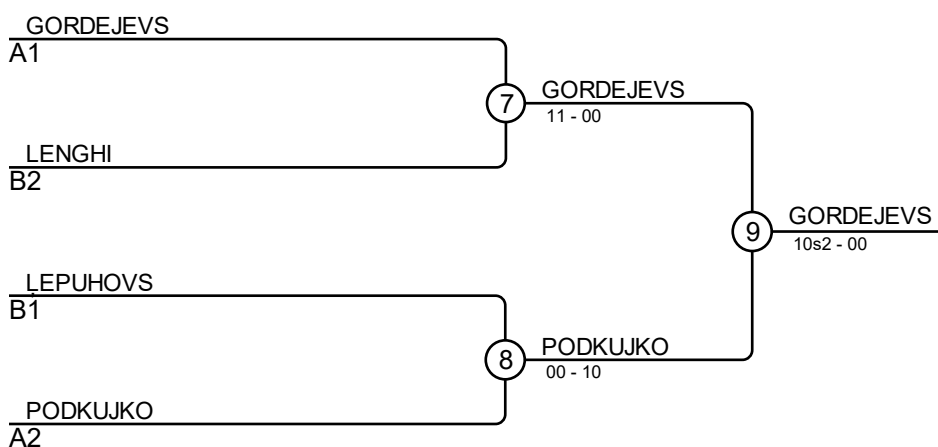 GORDEJEVS
A1
7
GORDEJEVS
11 - 00
LENGHI
B2
9
GORDEJEVS
10s2 - 00
ĻEPUHOVS
B1
8
PODKUJKO
00 - 10
PODKUJKO
A2